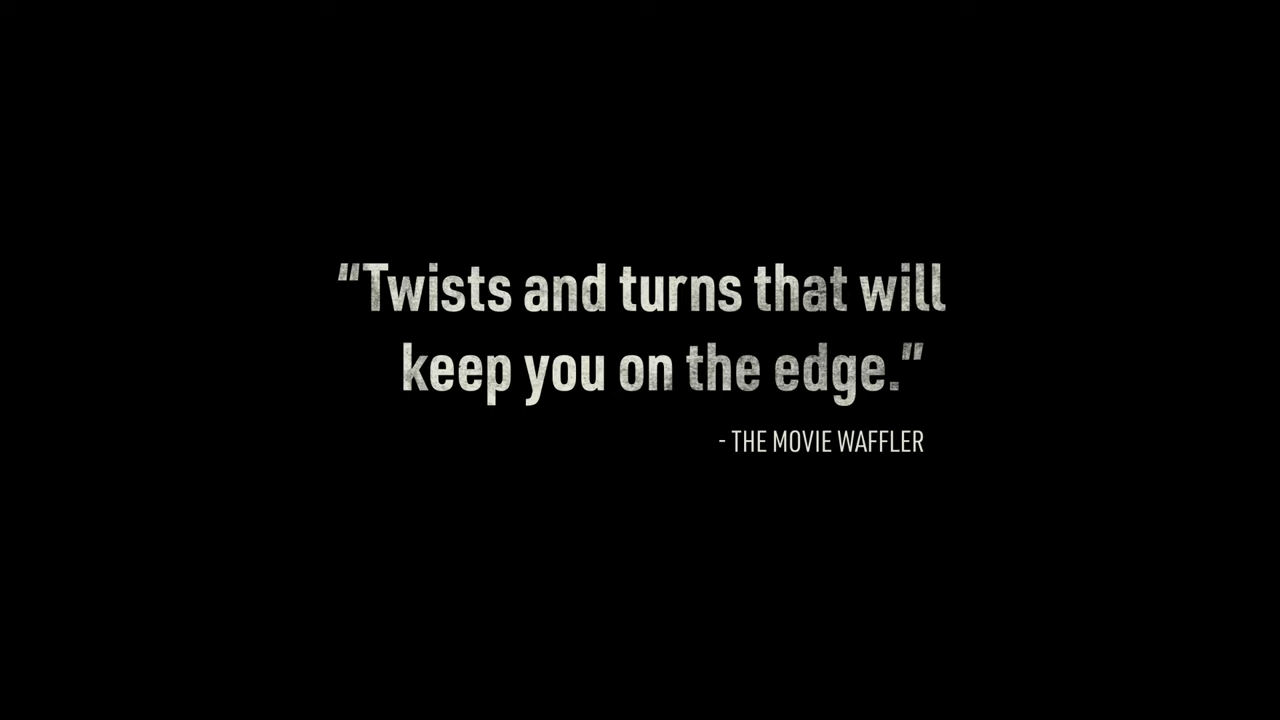 "Twists and turns that will
keep you on the edge."
- THE MOVIE WAFFLER